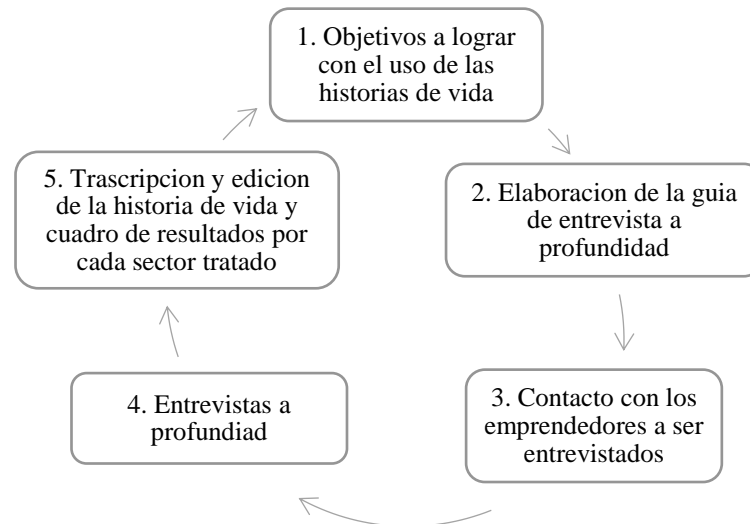 1. Objetivos a lograr
con el uso de las
historias de vida
2. Elaboracion de la guia
de entrevista a
profundidad
3. Contacto con los
emprendedores a ser
entrevistados
4. Entrevistas a
profundiad
5. Trascripcion y edicion
de la historia de vida y
cuadro de resultados por
cada sector tratado